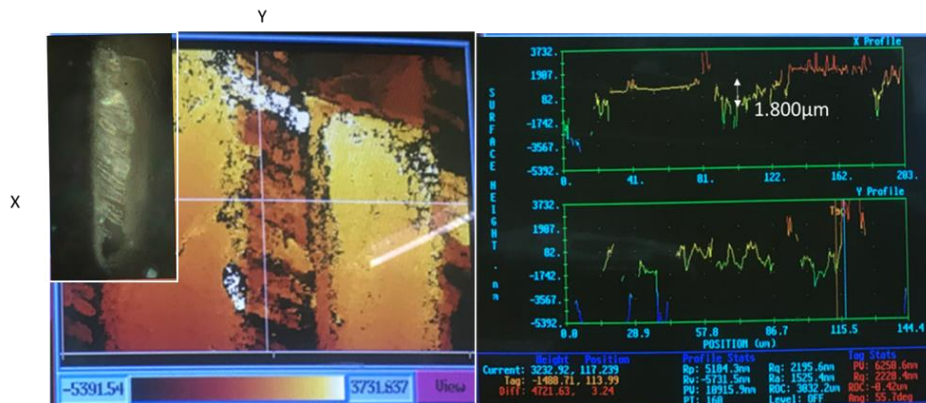 Y
X
-5391.54
3731.837
View
X Profile
3732.
1907
82
-1742
-3567
-5392
SURFACE HEIGHT nm
1.800μm
0. 41. 81. 122. 162. 203.
Y Profile
3732.
1907
82
-1742
-3567
-5392
Tag
0. 28.9 57.8 86.7 115.5 144.4
POSITION (um)
Height Position
Current: 3232.92, 117.239
Tag: -1488.71, 113.99
Diff: 4721.63, 3.24
Profile Stats
Rp: 5184.3nm Rq: 2195.6nm
Rv: -5731.5nm Ra: 1525.4nm
PV: 10915.9nm ROC: 3032.2um
PT: 160 Level: OFF
Tag Stats
PV: 6258.6nm
Rq: 2228.4nm
ROC: -0.42um
Ang: 55.7deg